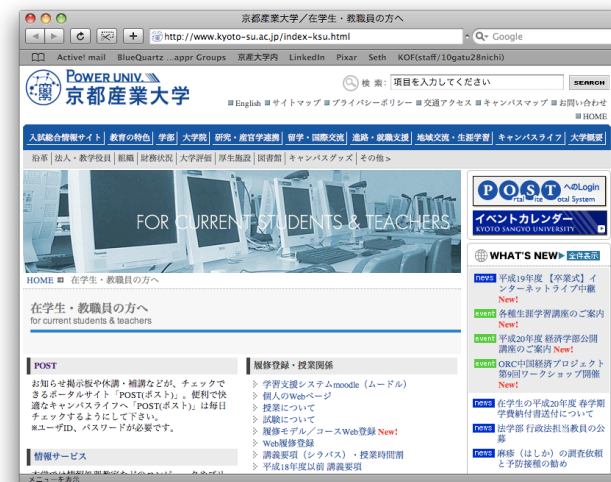 京都産業大学／在学生・教職員の方へ
http://www.kyoto-su.ac.jp/index-ksu.html
Google
Active! mail BlueQuartz ...appr Groups 京産大学内 LinkedIn Pixar Seth KOF(staff/10gatu28nichi)
POWER UNIV.
京都産業大学
検 索: 項目を入力してください SEARCH
English サイトマップ プライバシーポリシー 交通アクセス キャンパスマップ お問い合わせ
HOME
入試総合情報サイト 教育の特色 学部 大学院 研究・産官学連携 留学・国際交流 進路・就職支援 地域交流・生涯学習 キャンパスライフ 大学概要
沿革 法人・教学役員 組織 財務状況 大学評価 厚生施設 図書館 キャンパスグッズ その他 >
FOR CURRENT STUDENTS & TEACHERS
HOME 在学生・教職員の方へ
在学生・教職員の方へ
for current students & teachers
POST
お知らせ掲示板や休講・補講などが、チェックで
きるポータルサイト「POST(ポスト)」。便利で快
適なキャンパスライフへ「POST(ポスト)」は毎日
チェックするようにして下さい。
※ユーザID、パスワードが必要です。
情報サービス
履修登録・授業関係
学習支援システムmoodle（ムードル）
個人のWebページ
授業について
試験について
履修モデル／コースWeb登録 New!
Web履修登録
講義要項（シラバス）・授業時間割
平成18年度以前 講義要項
POST へのLogin
Portal Site Total System
イベントカレンダー
KYOTO SANGYO UNIVERSITY
WHAT'S NEW 全件表示
news 平成19年度 【卒業式】イ
ンターネットライブ中継
New!
event 各種生涯学習講座のご案内
New!
event 平成20年度 経済学部公開
講座のご案内 New!
event ORC中国経済プロジェクト
第9回ワークショップ開催
New!
news 在学生の平成20年度 春学期
学費納付書送付について
news 法学部 行政法担当教員の公
募
news 麻疹（はしか）の調査依頼
と予防接種の勧め
メニューを表示